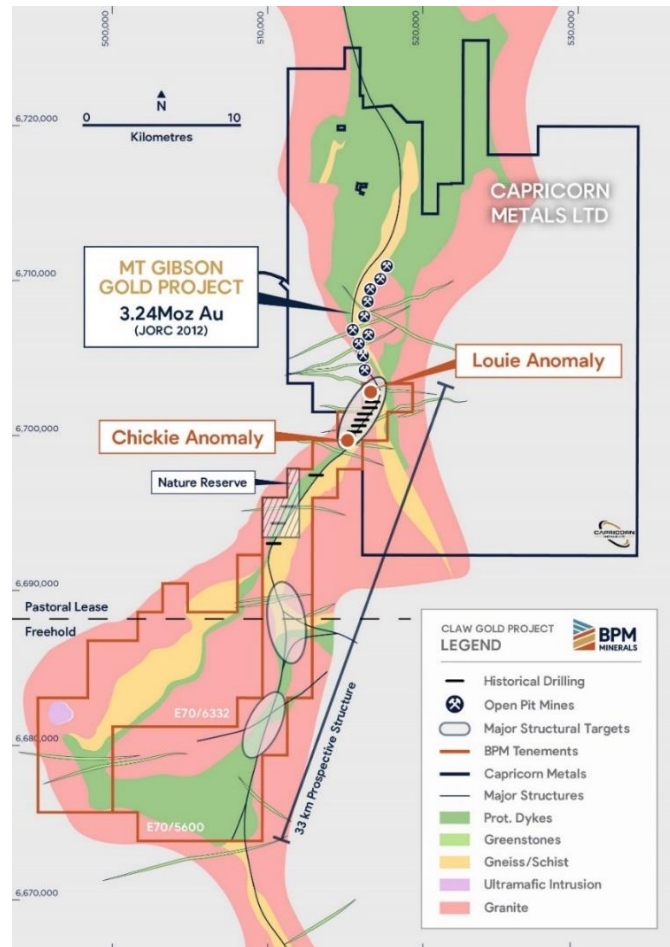 500,000
510,000
520,000
530,000
6,720,000
6,710,000
6,700,000
6,690,000
6,680,000
6,670,000
N
0
10
Kilometres
CAPRICORN
METALS LTD
MT GIBSON
GOLD PROJECT
3.24Moz Au
(JORC 2012)
Louie Anomaly
Chickie Anomaly
Nature Reserve
CAPRICORN
Pastoral Lease
Freehold
E70/6332
E70/5600
33 km Prospective Structure
CLAW GOLD PROJECT
LEGEND
BPM
MINERALS
Historical Drilling
Open Pit Mines
Major Structural Targets
BPM Tenements
Capricorn Metals
Major Structures
Prot. Dykes
Greenstones
Gneiss/Schist
Ultramafic Intrusion
Granite